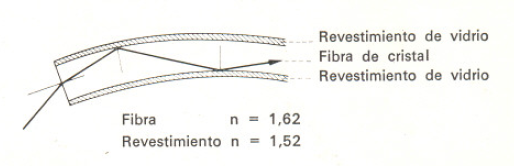 Revestimiento de vidrio
Fibra de cristal
Revestimiento de vidrio
Fibra n = 1,62
Revestimiento n = 1,52